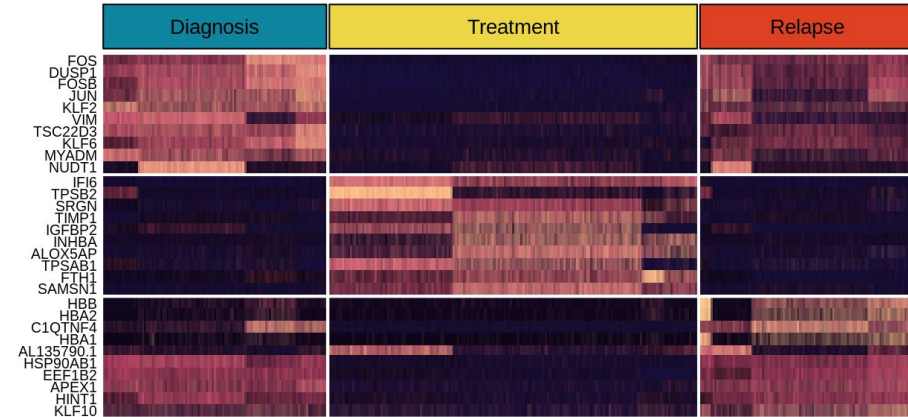 Diagnosis Treatment Relapse
FOS
DUSP1
FOSB
JUN
KLF2
VIM
TSC22D3
KLF6
MYADM
NUDT1
IFI6
TPSB2
SRGN
TIMP1
IGFBP2
INHBA
ALOX5AP
TPSAB1
FTH1
SAMSN1
HBB
HBA2
C1QTNF4
HBA1
AL135790.1
HSP90AB1
EEF1B2
APEX1
HINT1
KLF10